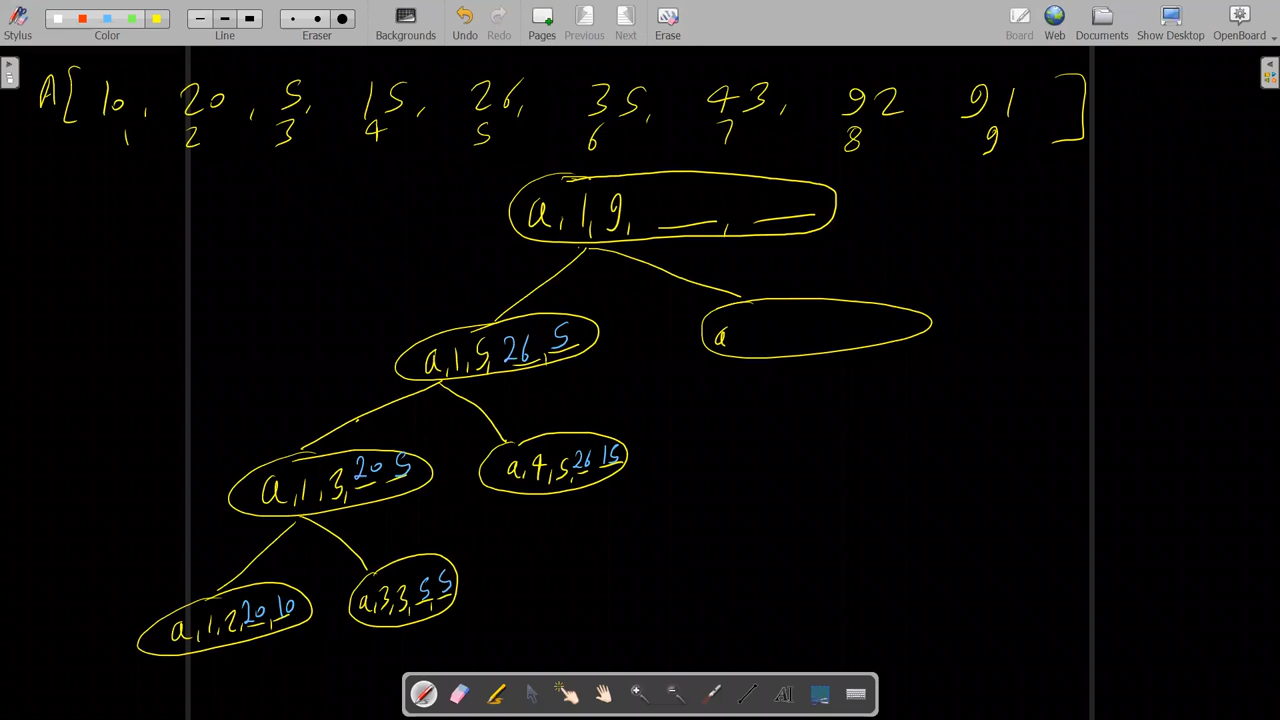 Stylus Color Line Eraser Backgrounds Undo Redo Pages Previous Next Erase Board Web Documents Show Desktop OpenBoard
A[ 10, 20, 5, 15, 26, 35, 43, 92 91 ]
1 2 3 4 5 6 7 8 9
a, 1, 9, __, __
a, 1, 5, 26, 5
a
a, 1, 3, 20 5
a, 4, 5, 26 15
a, 1, 2, 20, 10
a, 3, 3, 5, 5
AI